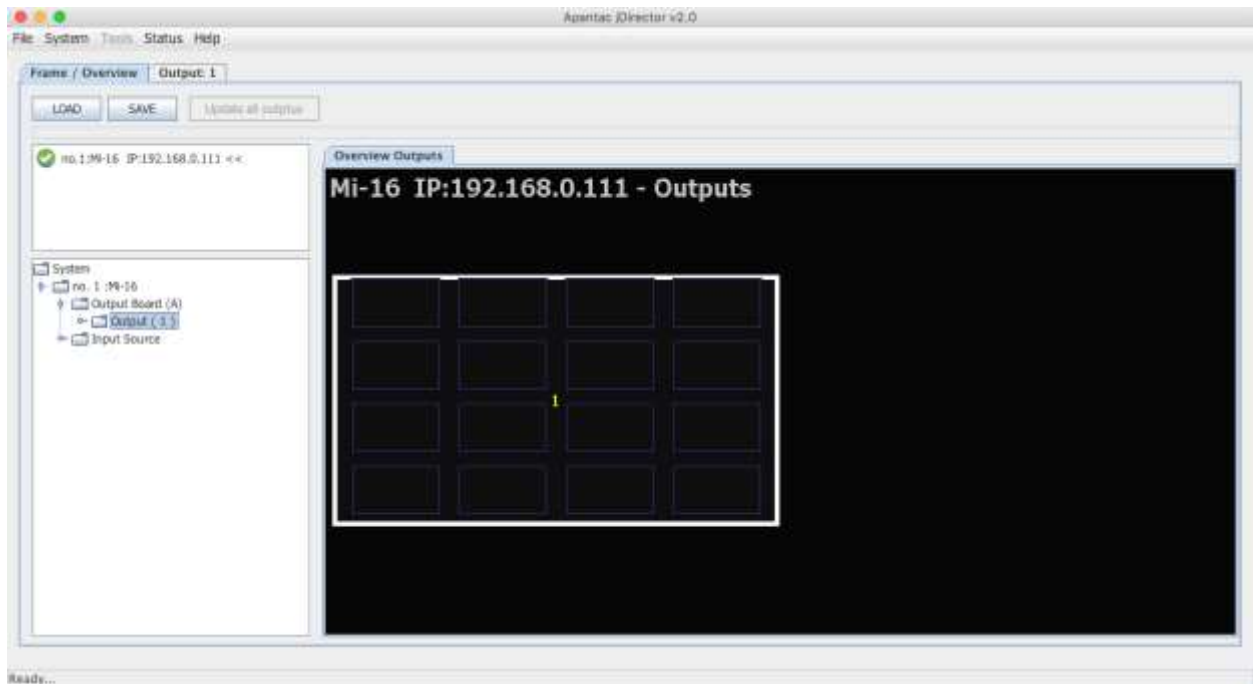 Apantac jDirector v2.0
File System Tools Status Help
Frame / Overview Output: 1
LOAD SAVE Update all outputs
no.1:Mi-16 IP:192.168.0.111 <<
Overview Outputs
Mi-16 IP:192.168.0.111 - Outputs
System
no. 1 :Mi-16
Output Board (A)
Output ( 1 )
Input Source
1
Ready...